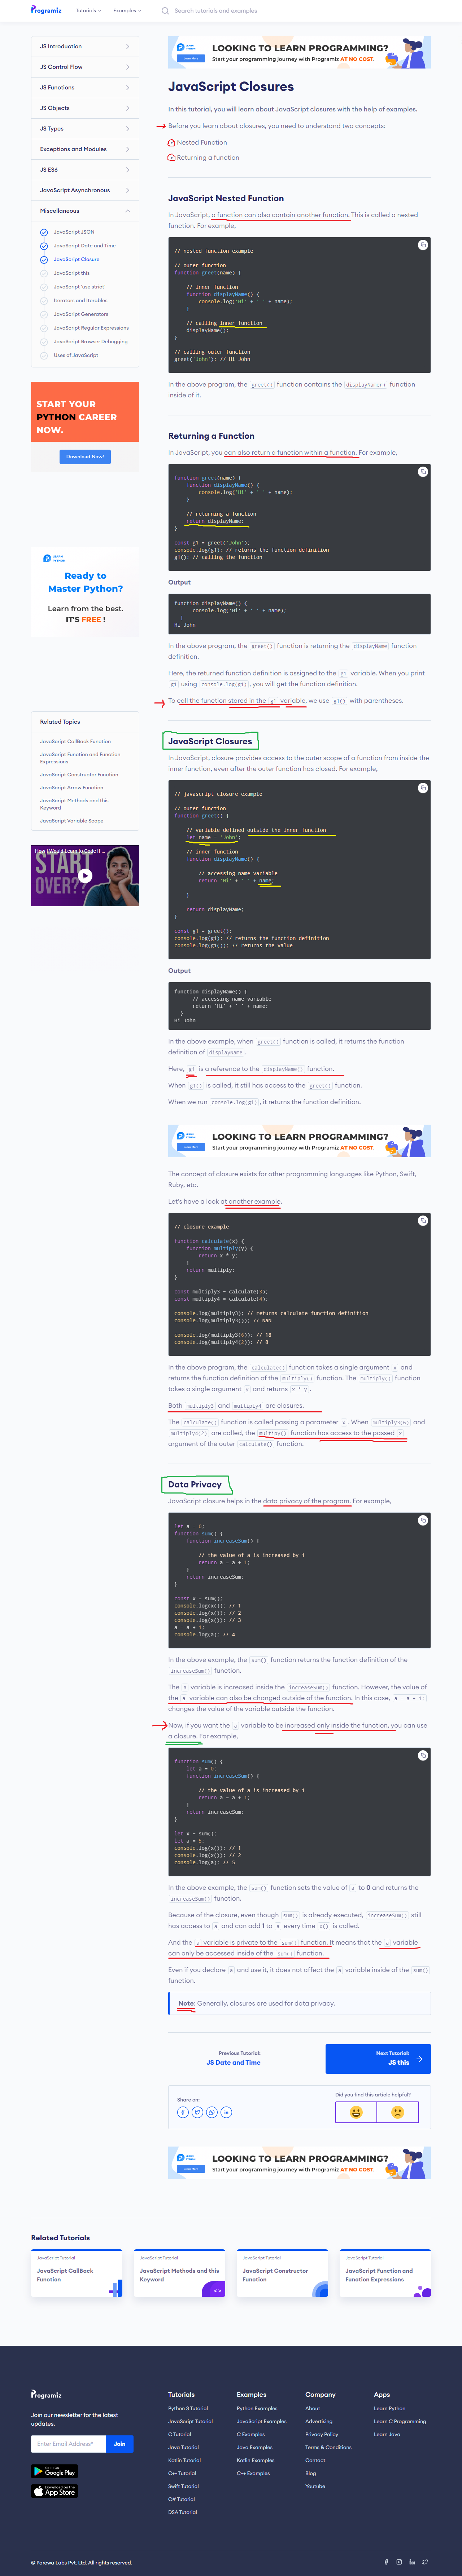 Programiz
Tutorials
Examples
Search tutorials and examples
JS Introduction
JS Control Flow
JS Functions
JS Objects
JS Types
Exceptions and Modules
JS ES6
JavaScript Asynchronous
Miscellaneous
JavaScript JSON
JavaScript Date and Time
JavaScript Closure
JavaScript this
JavaScript 'use strict'
Iterators and Iterables
JavaScript Generators
JavaScript Regular Expressions
JavaScript Browser Debugging
Uses of JavaScript
START YOUR
PYTHON CAREER
NOW.
Download Now!
LEARN
PYTHON
Ready to
Master Python?
Learn from the best.
IT'S FREE !
Related Topics
JavaScript CallBack Function
JavaScript Function and Function
Expressions
JavaScript Constructor Function
JavaScript Arrow Function
JavaScript Methods and this
Keyword
JavaScript Variable Scope
How I Would Learn to Code If ...
START
OVER?
LOOKING TO LEARN PROGRAMMING?
Start your programming journey with Programiz AT NO COST.
JavaScript Closures
In this tutorial, you will learn about JavaScript closures with the help of examples.
Before you learn about closures, you need to understand two concepts:
Nested Function
Returning a function
JavaScript Nested Function
In JavaScript, a function can also contain another function. This is called a nested
function. For example,
// nested function example
// outer function
function greet(name) {
// inner function
function displayName() {
console.log('Hi' + ' ' + name);
}
// calling inner function
displayName();
}
// calling outer function
greet('John'); // Hi John
In the above program, the greet() function contains the displayName() function
inside of it.
Returning a Function
In JavaScript, you can also return a function within a function. For example,
function greet(name) {
function displayName() {
console.log('Hi' + ' ' + name);
}
// returning a function
return displayName;
}
const g1 = greet('John');
console.log(g1); // returns the function definition
g1(); // calling the function
Output
function displayName() {
console.log('Hi' + ' ' + name);
}
Hi John
In the above program, the greet() function is returning the displayName function
definition.
Here, the returned function definition is assigned to the g1 variable. When you print
g1 using console.log(g1), you will get the function definition.
To call the function stored in the g1 variable, we use g1() with parentheses.
JavaScript Closures
In JavaScript, closure provides access to the outer scope of a function from inside the
inner function, even after the outer function has closed. For example,
// javascript closure example
// outer function
function greet() {
// variable defined outside the inner function
let name = 'John';
// inner function
function displayName() {
// accessing name variable
return 'Hi' + ' ' + name;
}
return displayName;
}
const g1 = greet();
console.log(g1); // returns the function definition
console.log(g1()); // returns the value
Output
function displayName() {
// accessing name variable
return 'Hi' + ' ' + name;
}
Hi John
In the above example, when greet() function is called, it returns the function
definition of displayName.
Here, g1 is a reference to the displayName() function.
When g1() is called, it still has access to the greet() function.
When we run console.log(g1), it returns the function definition.
LOOKING TO LEARN PROGRAMMING?
Start your programming journey with Programiz AT NO COST.
The concept of closure exists for other programming languages like Python, Swift,
Ruby, etc.
Let's have a look at another example.
// closure example
function calculate(x) {
function multiply(y) {
return x * y;
}
return multiply;
}
const multiply3 = calculate(3);
const multiply4 = calculate(4);
console.log(multiply3); // returns calculate function definition
console.log(multiply3()); // NaN
console.log(multiply3(6)); // 18
console.log(multiply4(2)); // 8
In the above program, the calculate() function takes a single argument x and
returns the function definition of the multiply() function. The multiply() function
takes a single argument y and returns x * y.
Both multiply3 and multiply4 are closures.
The calculate() function is called passing a parameter x. When multiply3(6) and
multiply4(2) are called, the multipy() function has access to the passed x
argument of the outer calculate() function.
Data Privacy
JavaScript closure helps in the data privacy of the program. For example,
let a = 0;
function sum() {
function increaseSum() {
// the value of a is increased by 1
return a = a + 1;
}
return increaseSum;
}
const x = sum();
console.log(x()); // 1
console.log(x()); // 2
console.log(x()); // 3
a = a + 1;
console.log(a); // 4
In the above example, the sum() function returns the function definition of the
increaseSum() function.
The a variable is increased inside the increaseSum() function. However, the value of
the a variable can also be changed outside of the function. In this case, a = a + 1;
changes the value of the variable outside the function.
Now, if you want the a variable to be increased only inside the function, you can use
a closure. For example,
function sum() {
let a = 0;
function increaseSum() {
// the value of a is increased by 1
return a = a + 1;
}
return increaseSum;
}
let x = sum();
let a = 5;
console.log(x()); // 1
console.log(x()); // 2
console.log(a); // 5
In the above example, the sum() function sets the value of a to 0 and returns the
increaseSum() function.
Because of the closure, even though sum() is already executed, increaseSum() still
has access to a and can add 1 to a every time x() is called.
And the a variable is private to the sum() function. It means that the a variable
can only be accessed inside of the sum() function.
Even if you declare a and use it, it does not affect the a variable inside of the sum()
function.
Note: Generally, closures are used for data privacy.
Previous Tutorial:
JS Date and Time
Next Tutorial:
JS this
Share on:
Did you find this article helpful?
LOOKING TO LEARN PROGRAMMING?
Start your programming journey with Programiz AT NO COST.
Related Tutorials
JavaScript Tutorial
JavaScript CallBack
Function
JavaScript Tutorial
JavaScript Methods and this
Keyword
JavaScript Tutorial
JavaScript Constructor
Function
JavaScript Tutorial
JavaScript Function and
Function Expressions
Programiz
Join our newsletter for the latest
updates.
Enter Email Address*
Join
GET IT ON
Google Play
Download on the
App Store
Tutorials
Python 3 Tutorial
JavaScript Tutorial
C Tutorial
Java Tutorial
Kotlin Tutorial
C++ Tutorial
Swift Tutorial
C# Tutorial
DSA Tutorial
Examples
Python Examples
JavaScript Examples
C Examples
Java Examples
Kotlin Examples
C++ Examples
Company
About
Advertising
Privacy Policy
Terms & Conditions
Contact
Blog
Youtube
Apps
Learn Python
Learn C Programming
Learn Java
© Parewa Labs Pvt. Ltd. All rights reserved.